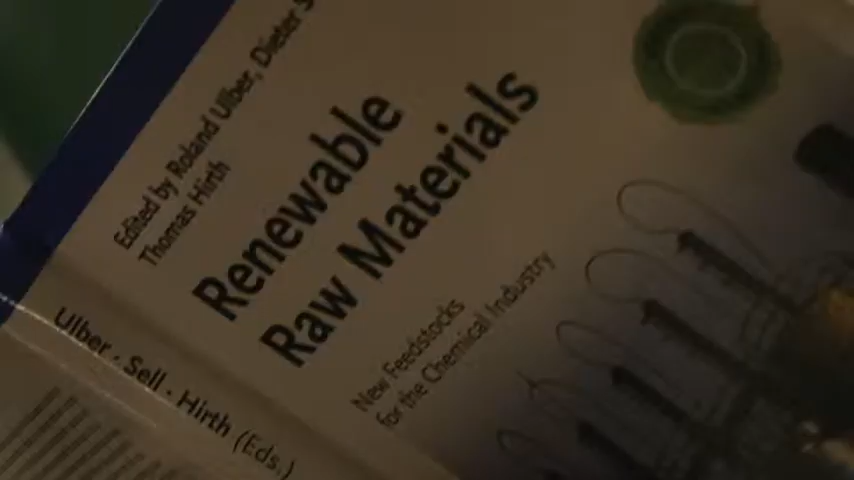 Edited by Roland Ulber, Dieter S
Thomas Hirth
Renewable
Raw Materials
New Feedstocks
for the Chemical Industry
Ulber · Sell · Hirth (Eds.)